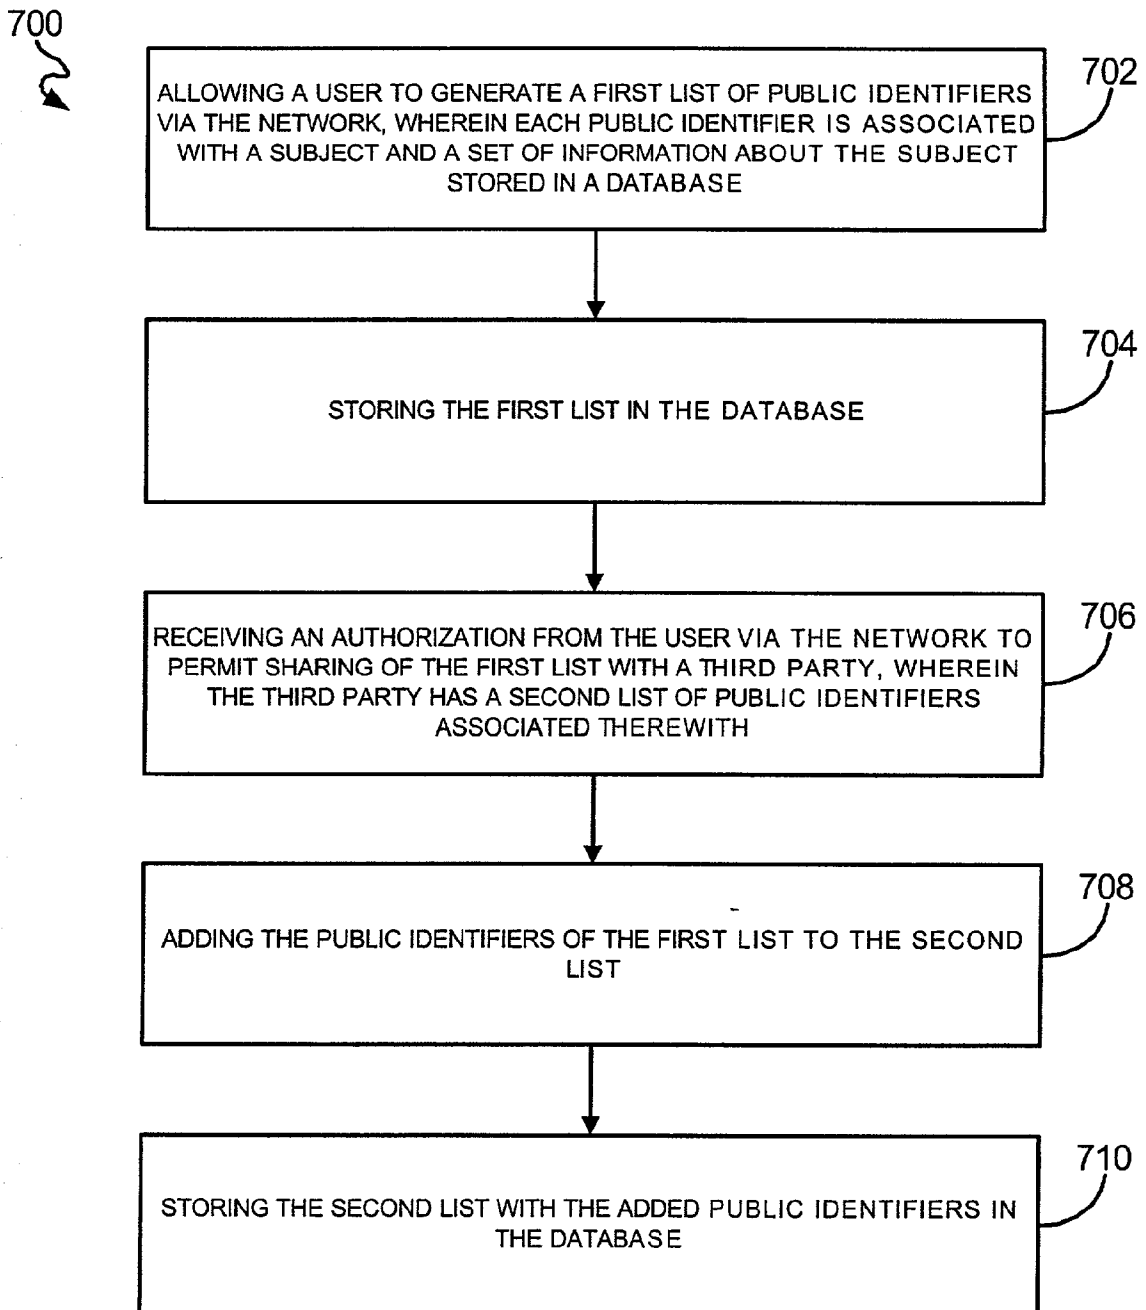 700
702
ALLOWING A USER TO GENERATE A FIRST LIST OF PUBLIC IDENTIFIERS
VIA THE NETWORK, WHEREIN EACH PUBLIC IDENTIFIER IS ASSOCIATED
WITH A SUBJECT AND A SET OF INFORMATION ABOUT THE SUBJECT
STORED IN A DATABASE
704
STORING THE FIRST LIST IN THE DATABASE
706
RECEIVING AN AUTHORIZATION FROM THE USER VIA THE NETWORK TO
PERMIT SHARING OF THE FIRST LIST WITH A THIRD PARTY, WHEREIN
THE THIRD PARTY HAS A SECOND LIST OF PUBLIC IDENTIFIERS
ASSOCIATED THEREWITH
708
ADDING THE PUBLIC IDENTIFIERS OF THE FIRST LIST TO THE SECOND
LIST
710
STORING THE SECOND LIST WITH THE ADDED PUBLIC IDENTIFIERS IN
THE DATABASE